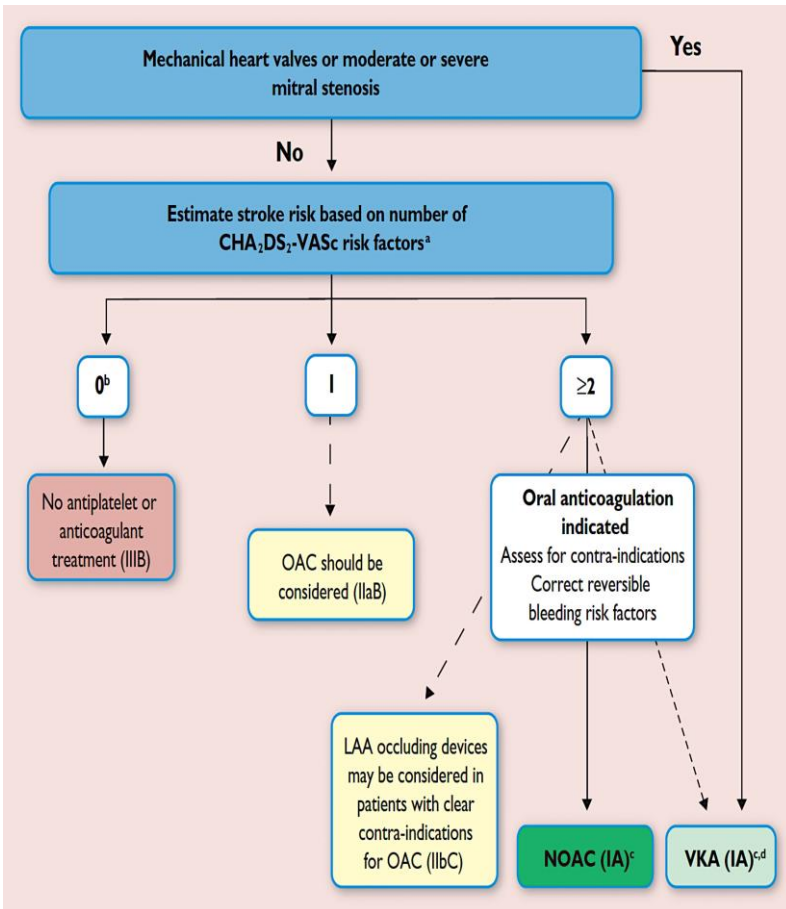 Mechanical heart valves or moderate or severe
mitral stenosis
Yes
No
Estimate stroke risk based on number of
CHA₂DS₂-VASc risk factorsᵃ
0ᵇ
I
≥2
No antiplatelet or
anticoagulant
treatment (IIIB)
OAC should be
considered (IIaB)
Oral anticoagulation
indicated
Assess for contra-indications
Correct reversible
bleeding risk factors
LAA occluding devices
may be considered in
patients with clear
contra-indications
for OAC (IIbC)
NOAC (IA)ᶜ
VKA (IA)ᶜ,ᵈ